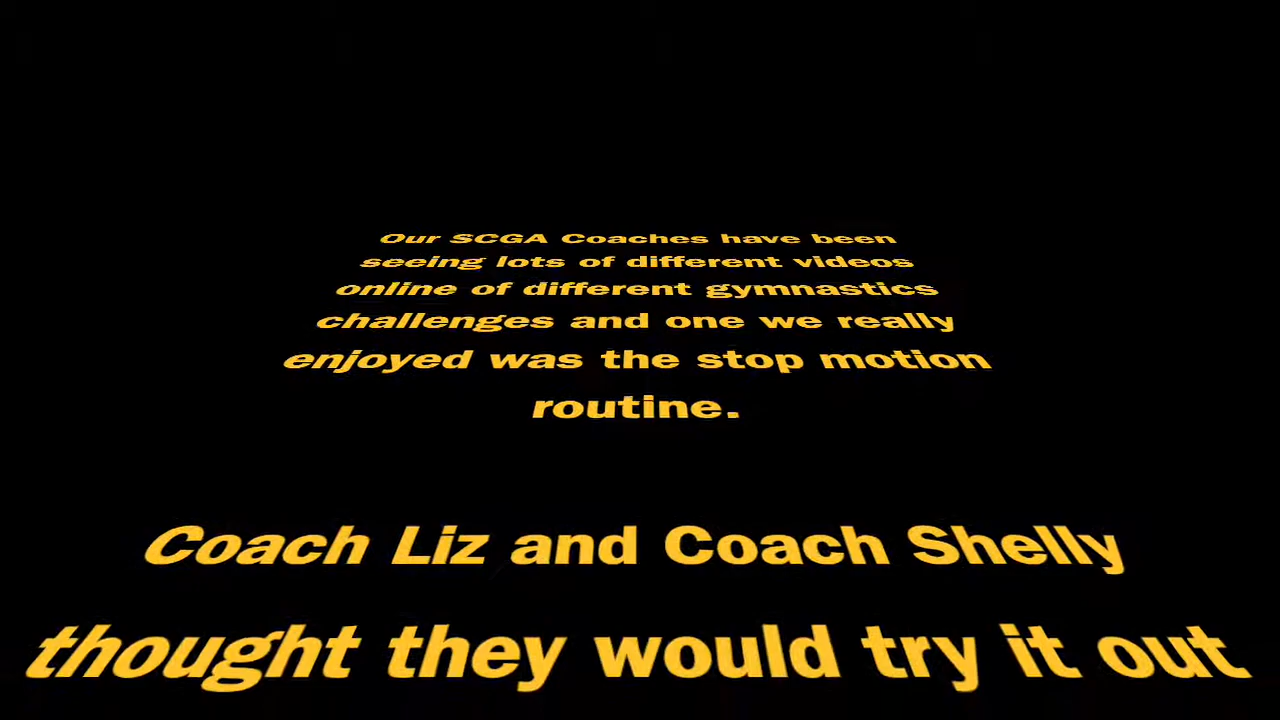 Our SCGA Coaches have been
seeing lots of different videos
online of different gymnastics
challenges and one we really
enjoyed was the stop motion
routine.
Coach Liz and Coach Shelly
thought they would try it out